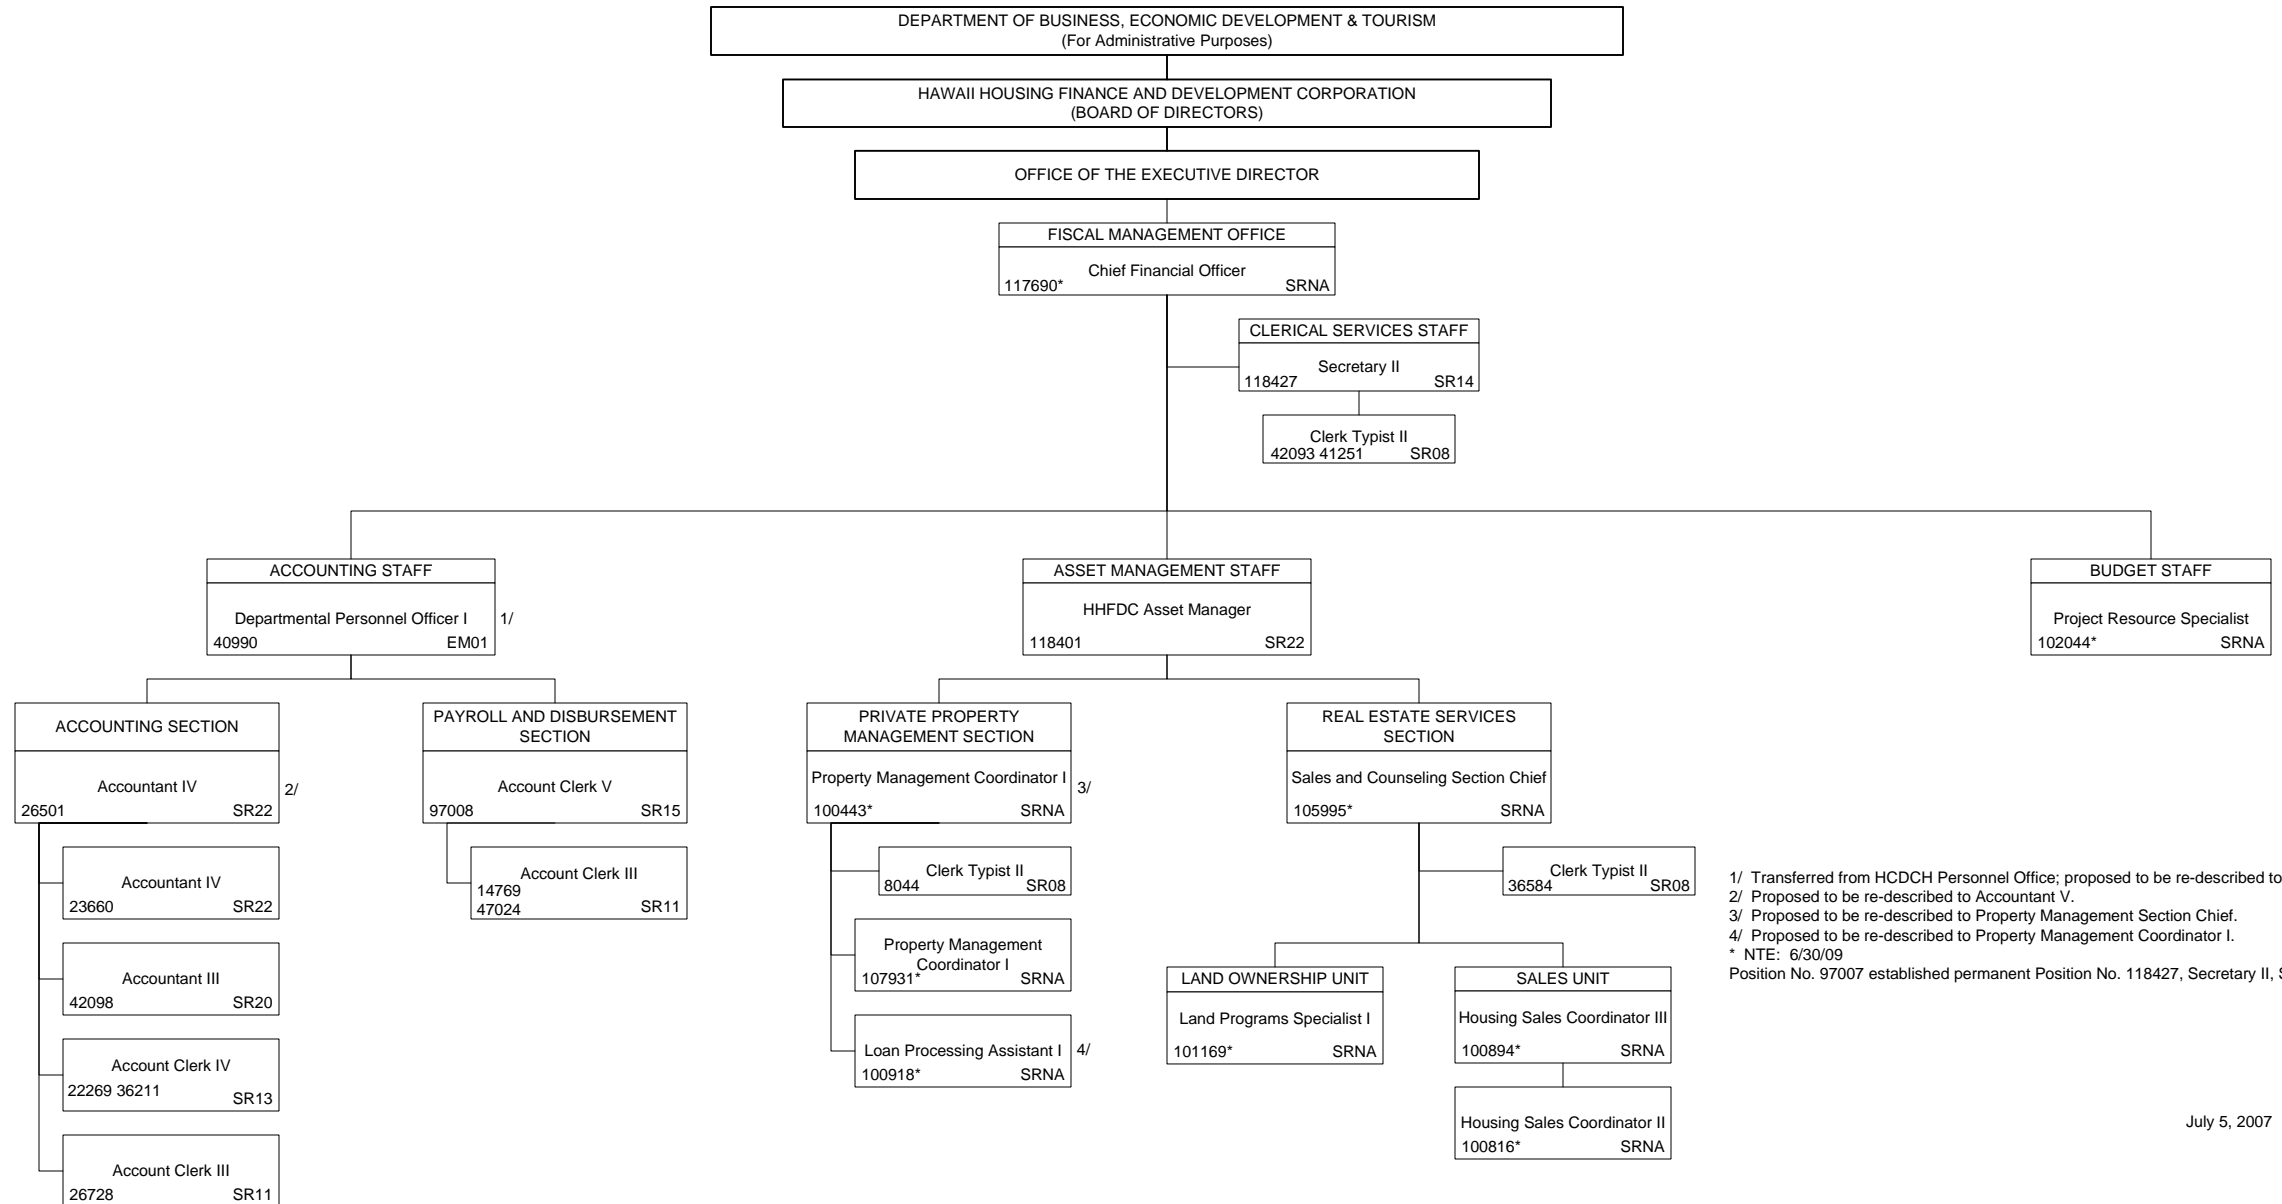 DEPARTMENT OF BUSINESS, ECONOMIC DEVELOPMENT & TOURISM
(For Administrative Purposes)
HAWAII HOUSING FINANCE AND DEVELOPMENT CORPORATION
(BOARD OF DIRECTORS)
OFFICE OF THE EXECUTIVE DIRECTOR
FISCAL MANAGEMENT OFFICE
Chief Financial Officer
117690* SRNA
CLERICAL SERVICES STAFF
Secretary II
118427 SR14
Clerk Typist II
42093 41251 SR08
ACCOUNTING STAFF
Departmental Personnel Officer I 1/
40990 EM01
ASSET MANAGEMENT STAFF
HHFDC Asset Manager
118401 SR22
BUDGET STAFF
Project Resource Specialist
102044* SRNA
ACCOUNTING SECTION
Accountant IV 2/
26501 SR22
Accountant IV
23660 SR22
Accountant III
42098 SR20
Account Clerk IV
22269 36211
SR13
Account Clerk III
26728 SR11
PAYROLL AND DISBURSEMENT
SECTION
Account Clerk V
97008 SR15
Account Clerk III
14769
47024 SR11
PRIVATE PROPERTY
MANAGEMENT SECTION
Property Management Coordinator I 3/
100443* SRNA
Clerk Typist II
8044 SR08
Property Management
Coordinator I
107931* SRNA
Loan Processing Assistant I 4/
100918* SRNA
REAL ESTATE SERVICES
SECTION
Sales and Counseling Section Chief
105995* SRNA
Clerk Typist II
36584 SR08
LAND OWNERSHIP UNIT
Land Programs Specialist I
101169* SRNA
SALES UNIT
Housing Sales Coordinator III
100894* SRNA
Housing Sales Coordinator II
100816* SRNA
1/ Transferred from HCDCH Personnel Office; proposed to be re-described to
2/ Proposed to be re-described to Accountant V.
3/ Proposed to be re-described to Property Management Section Chief.
4/ Proposed to be re-described to Property Management Coordinator I.
* NTE: 6/30/09
Position No. 97007 established permanent Position No. 118427, Secretary II,
July 5, 2007